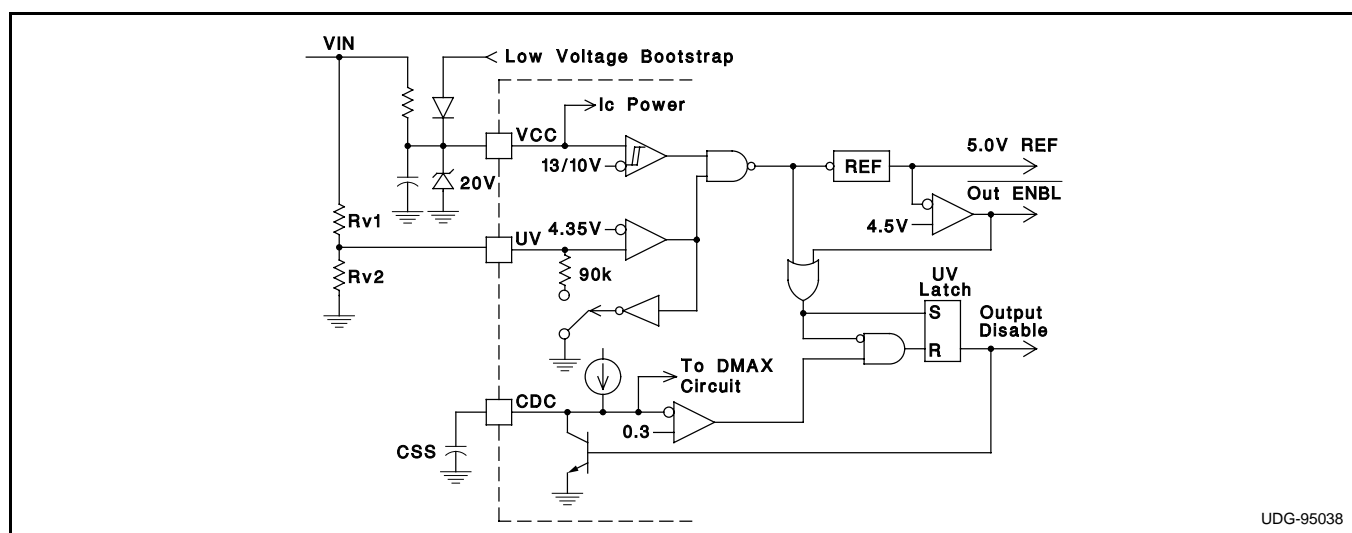 VIN
Low Voltage Bootstrap
Ic Power
VCC
13/10V
REF
5.0V REF
Out ENBL
20V
4.5V
Rv1
UV
4.35V
90k
Rv2
UV
Latch
S
R
Output
Disable
To DMAX
Circuit
CDC
0.3
CSS
UDG-95038